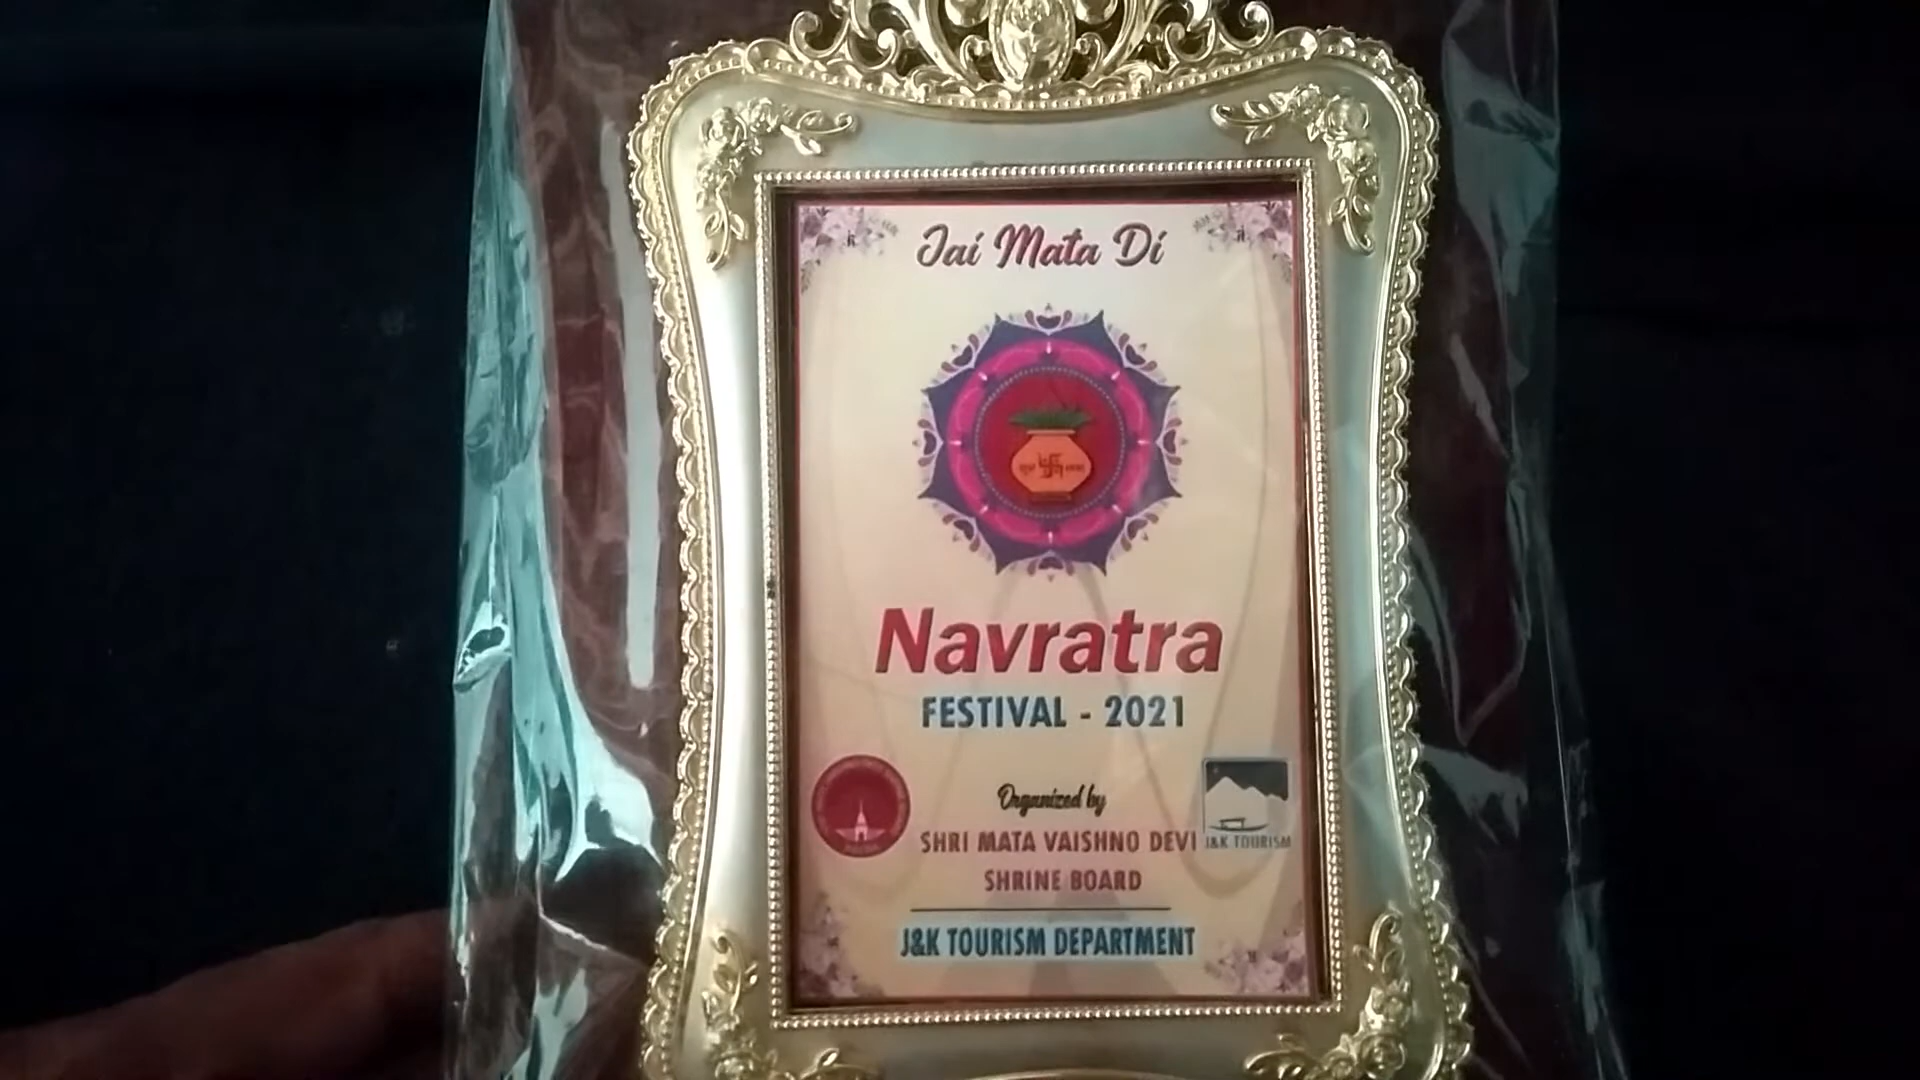 Jai Mata Di
Navratra
FESTIVAL - 2021
Organized by
SHRI MATA VAISHNO DEVI
SHRINE BOARD
J&K TOURISM
J&K TOURISM DEPARTMENT